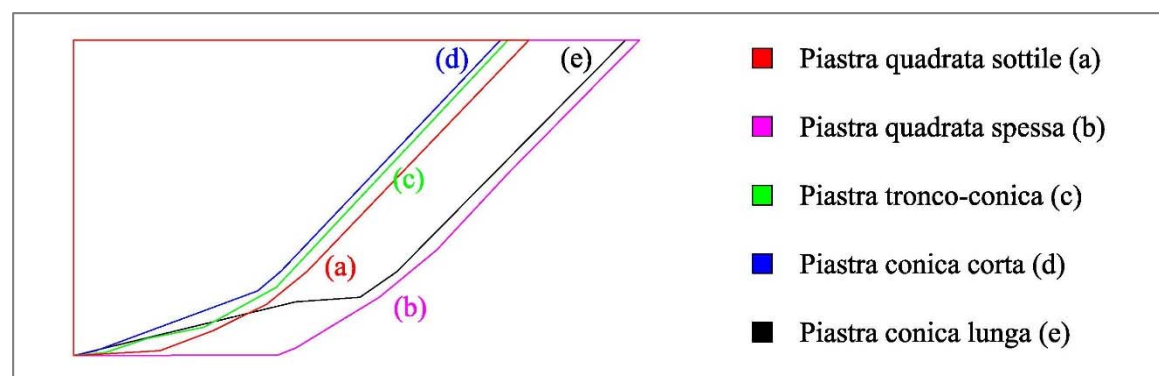 (d)
(e)
(c)
(a)
(b)
Piastra quadrata sottile (a)
Piastra quadrata spessa (b)
Piastra tronco-conica (c)
Piastra conica corta (d)
Piastra conica lunga (e)